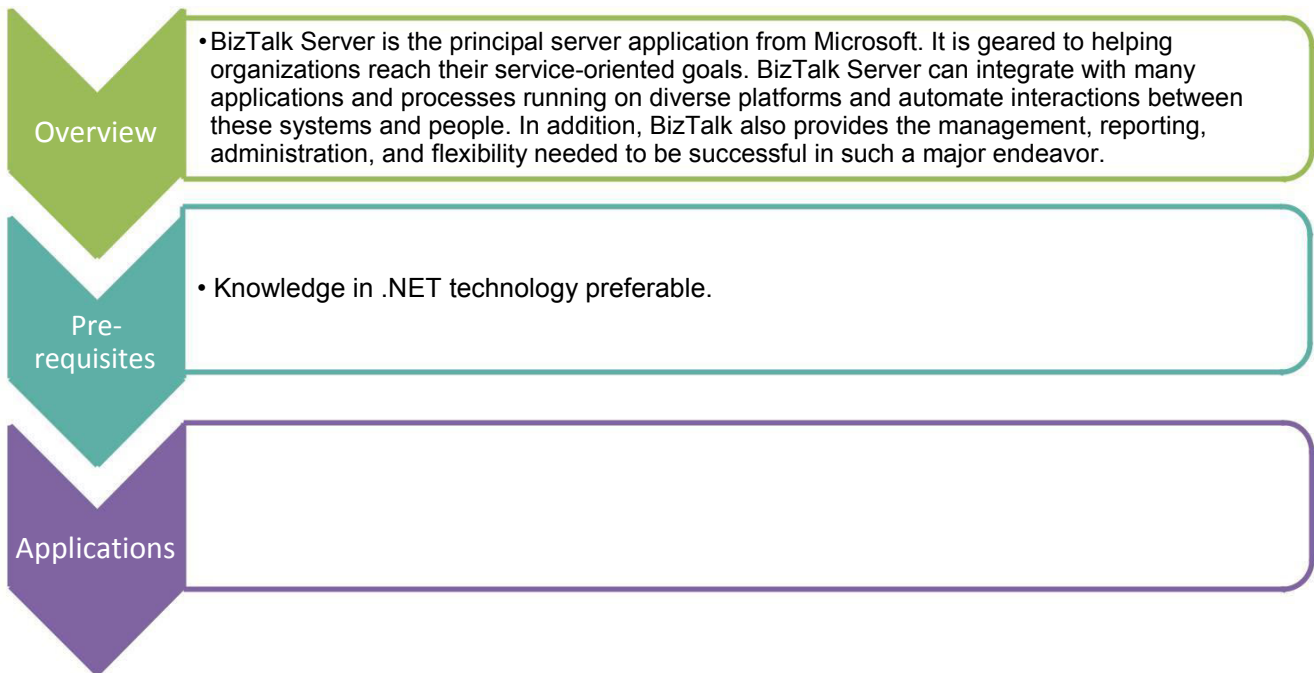 Overview
•BizTalk Server is the principal server application from Microsoft. It is geared to helping
organizations reach their service-oriented goals. BizTalk Server can integrate with many
applications and processes running on diverse platforms and automate interactions between
these systems and people. In addition, BizTalk also provides the management, reporting,
administration, and flexibility needed to be successful in such a major endeavor.
Pre-
requisites
• Knowledge in .NET technology preferable.
Applications